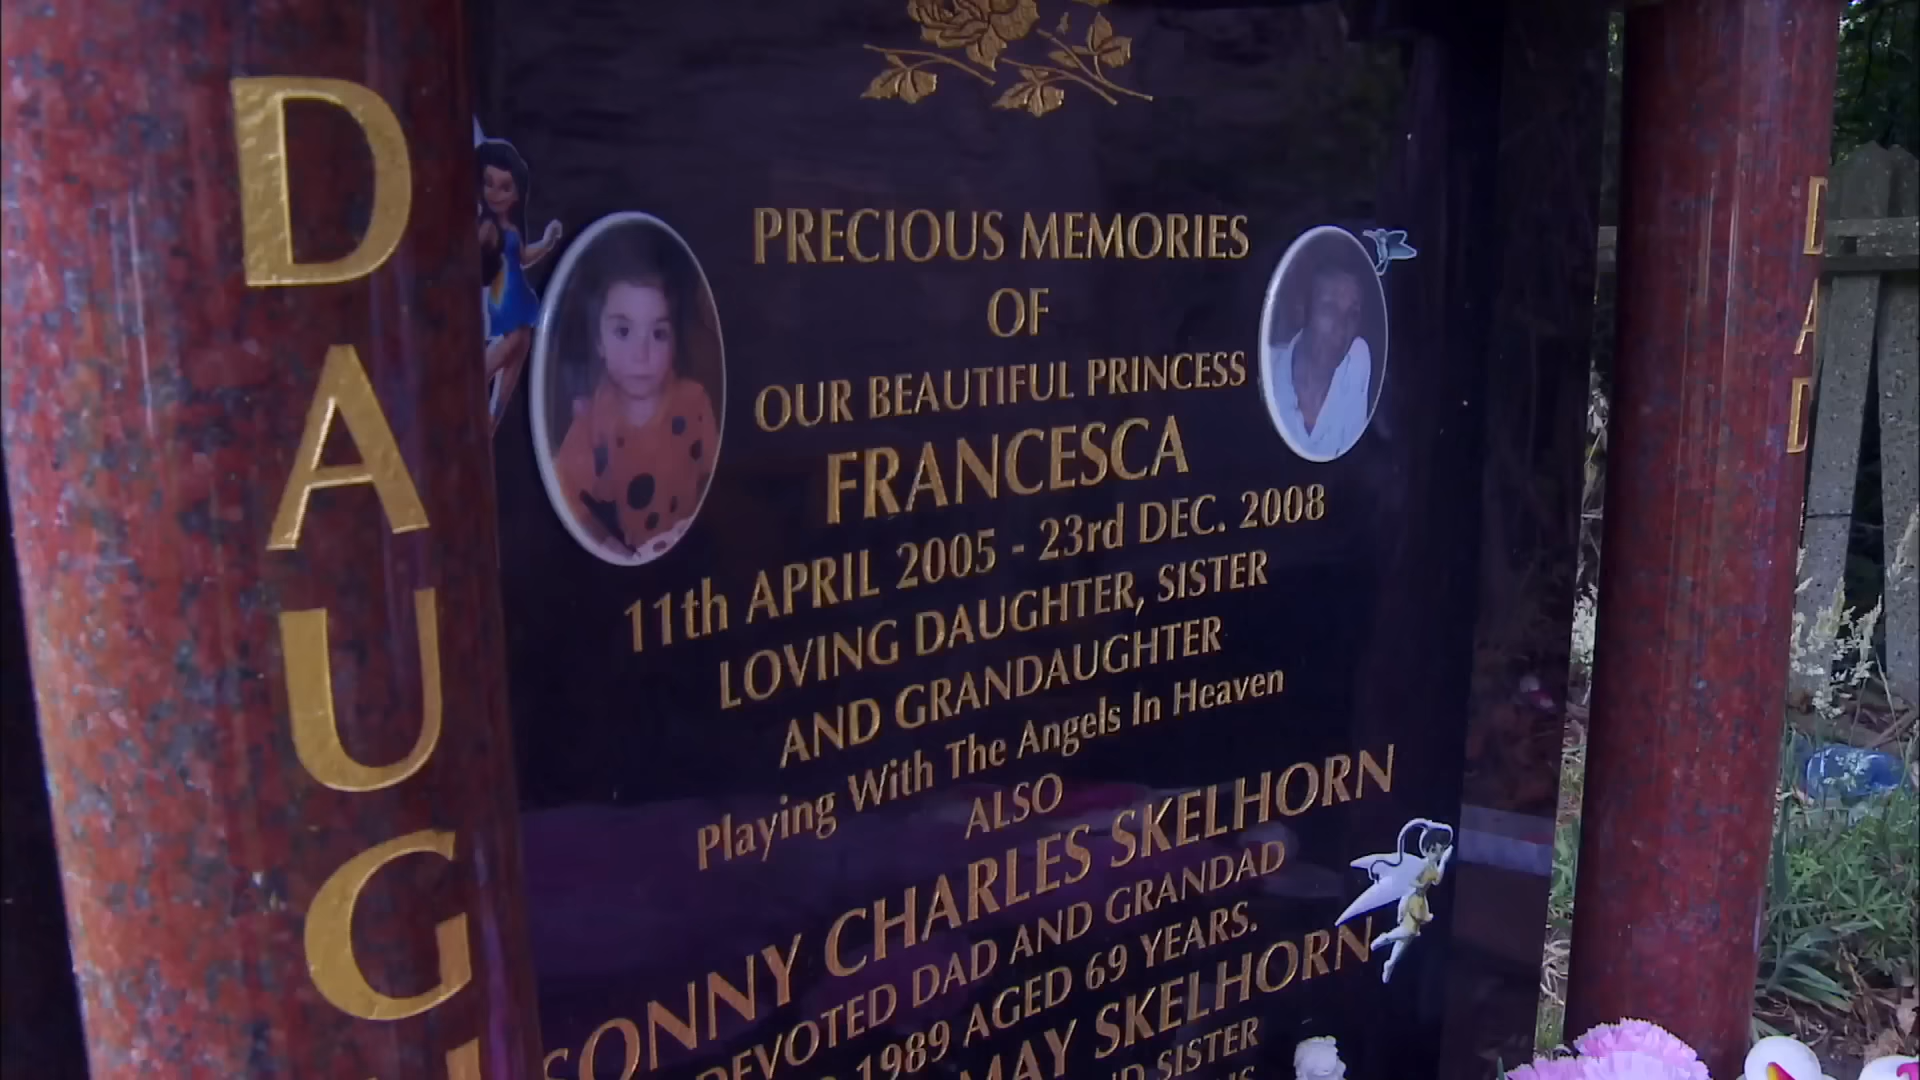 DAUG
PRECIOUS MEMORIES
OF
OUR BEAUTIFUL PRINCESS
FRANCESCA
11th APRIL 2005 - 23rd DEC. 2008
LOVING DAUGHTER, SISTER
AND GRANDAUGHTER
Playing With The Angels In Heaven
ALSO
SONNY CHARLES SKELHORN
DEVOTED DAD AND GRANDAD
1989 AGED 69 YEARS.
MAY SKELHORN
SISTER
DAD